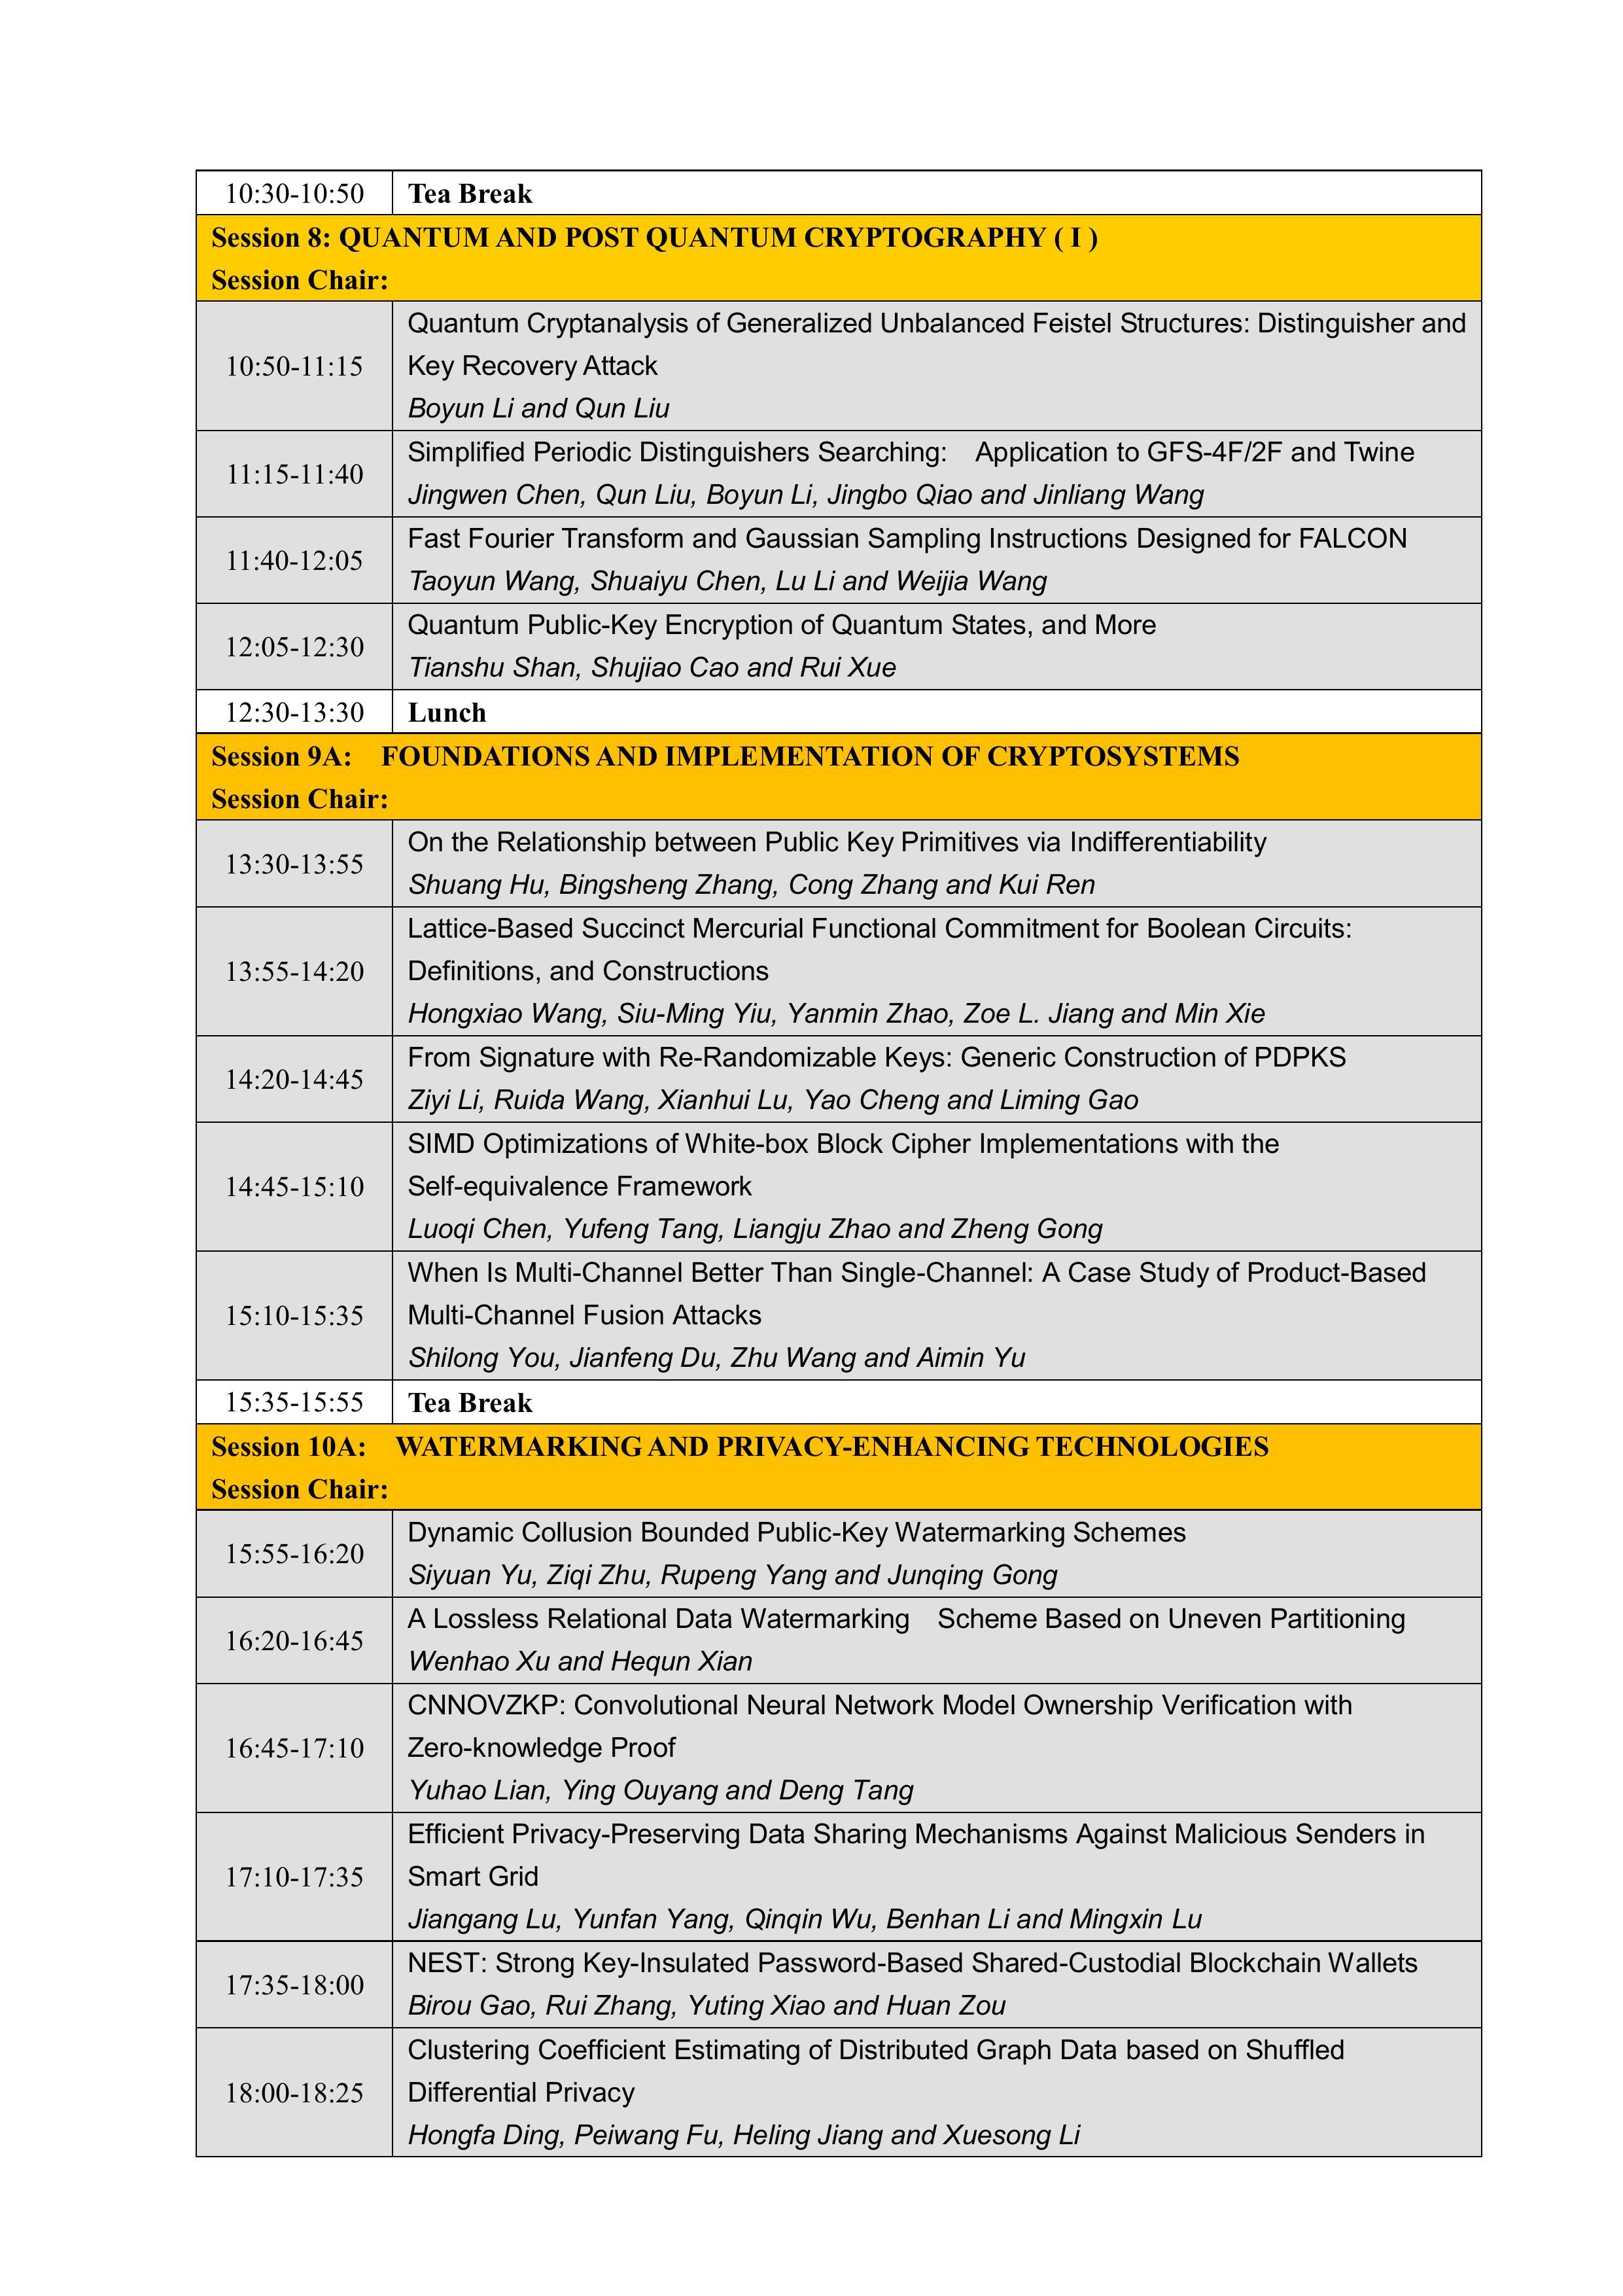 10:30-10:50 Tea Break
Session 8: QUANTUM AND POST QUANTUM CRYPTOGRAPHY ( I )
Session Chair:
Quantum Cryptanalysis of Generalized Unbalanced Feistel Structures: Distinguisher and
10:50-11:15 Key Recovery Attack
Boyun Li and Qun Liu
11:15-11:40 Simplified Periodic Distinguishers Searching: Application to GFS-4F/2F and Twine
Jingwen Chen, Qun Liu, Boyun Li, Jingbo Qiao and Jinliang Wang
11:40-12:05 Fast Fourier Transform and Gaussian Sampling Instructions Designed for FALCON
Taoyun Wang, Shuaiyu Chen, Lu Li and Weijia Wang
12:05-12:30 Quantum Public-Key Encryption of Quantum States, and More
Tianshu Shan, Shujiao Cao and Rui Xue
12:30-13:30 Lunch
Session 9A: FOUNDATIONS AND IMPLEMENTATION OF CRYPTOSYSTEMS
Session Chair:
13:30-13:55 On the Relationship between Public Key Primitives via Indifferentiability
Shuang Hu, Bingsheng Zhang, Cong Zhang and Kui Ren
Lattice-Based Succinct Mercurial Functional Commitment for Boolean Circuits:
13:55-14:20 Definitions, and Constructions
Hongxiao Wang, Siu-Ming Yiu, Yanmin Zhao, Zoe L. Jiang and Min Xie
14:20-14:45 From Signature with Re-Randomizable Keys: Generic Construction of PDPKS
Ziyi Li, Ruida Wang, Xianhui Lu, Yao Cheng and Liming Gao
SIMD Optimizations of White-box Block Cipher Implementations with the
14:45-15:10 Self-equivalence Framework
Luoqi Chen, Yufeng Tang, Liangju Zhao and Zheng Gong
When Is Multi-Channel Better Than Single-Channel: A Case Study of Product-Based
15:10-15:35 Multi-Channel Fusion Attacks
Shilong You, Jianfeng Du, Zhu Wang and Aimin Yu
15:35-15:55 Tea Break
Session 10A: WATERMARKING AND PRIVACY-ENHANCING TECHNOLOGIES
Session Chair:
15:55-16:20 Dynamic Collusion Bounded Public-Key Watermarking Schemes
Siyuan Yu, Ziqi Zhu, Rupeng Yang and Junqing Gong
16:20-16:45 A Lossless Relational Data Watermarking Scheme Based on Uneven Partitioning
Wenhao Xu and Hequn Xian
CNNOVZKP: Convolutional Neural Network Model Ownership Verification with
16:45-17:10 Zero-knowledge Proof
Yuhao Lian, Ying Ouyang and Deng Tang
Efficient Privacy-Preserving Data Sharing Mechanisms Against Malicious Senders in
17:10-17:35 Smart Grid
Jiangang Lu, Yunfan Yang, Qinqin Wu, Benhan Li and Mingxin Lu
17:35-18:00 NEST: Strong Key-Insulated Password-Based Shared-Custodial Blockchain Wallets
Birou Gao, Rui Zhang, Yuting Xiao and Huan Zou
Clustering Coefficient Estimating of Distributed Graph Data based on Shuffled
18:00-18:25 Differential Privacy
Hongfa Ding, Peiwang Fu, Heling Jiang and Xuesong Li